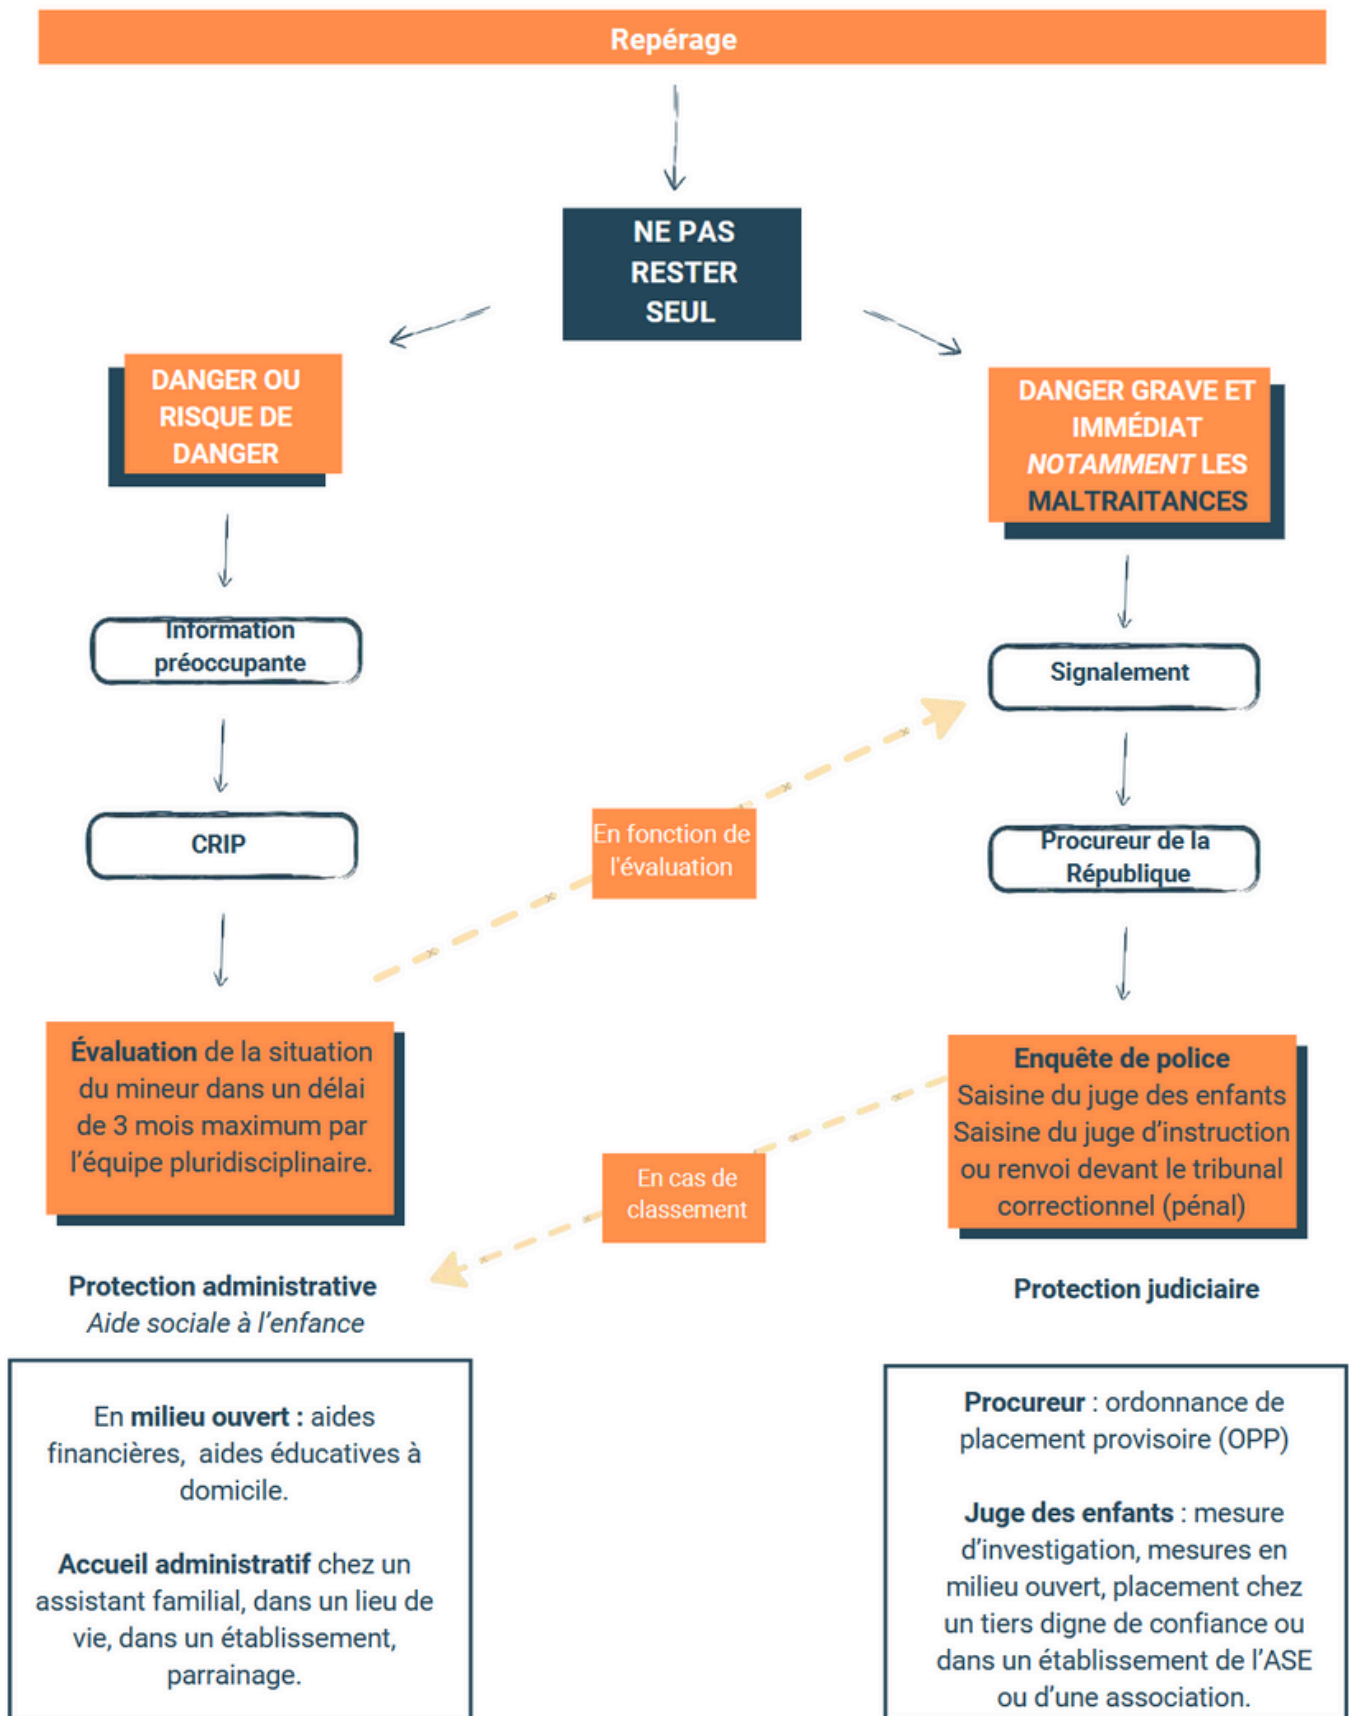 Repérage
NE PAS
RESTER
SEUL
DANGER OU
RISQUE DE
DANGER
Information
préoccupante
CRIP
Évaluation de la situation
du mineur dans un délai
de 3 mois maximum par
l'équipe pluridisciplinaire.
Protection administrative
Aide sociale à l'enfance
En milieu ouvert : aides
financières, aides éducatives à
domicile.
Accueil administratif chez un
assistant familial, dans un lieu de
vie, dans un établissement,
parrainage.
En fonction de
l'évaluation
En cas de
classement
DANGER GRAVE ET
IMMÉDIAT
NOTAMMENT LES
MALTRAITANCES
Signalement
Procureur de la
République
Enquête de police
Saisine du juge des enfants
Saisine du juge d'instruction
ou renvoi devant le tribunal
correctionnel (pénal)
Protection judiciaire
Procureur : ordonnance de
placement provisoire (OPP)
Juge des enfants : mesure
d'investigation, mesures en
milieu ouvert, placement chez
un tiers digne de confiance ou
dans un établissement de l'ASE
ou d'une association.